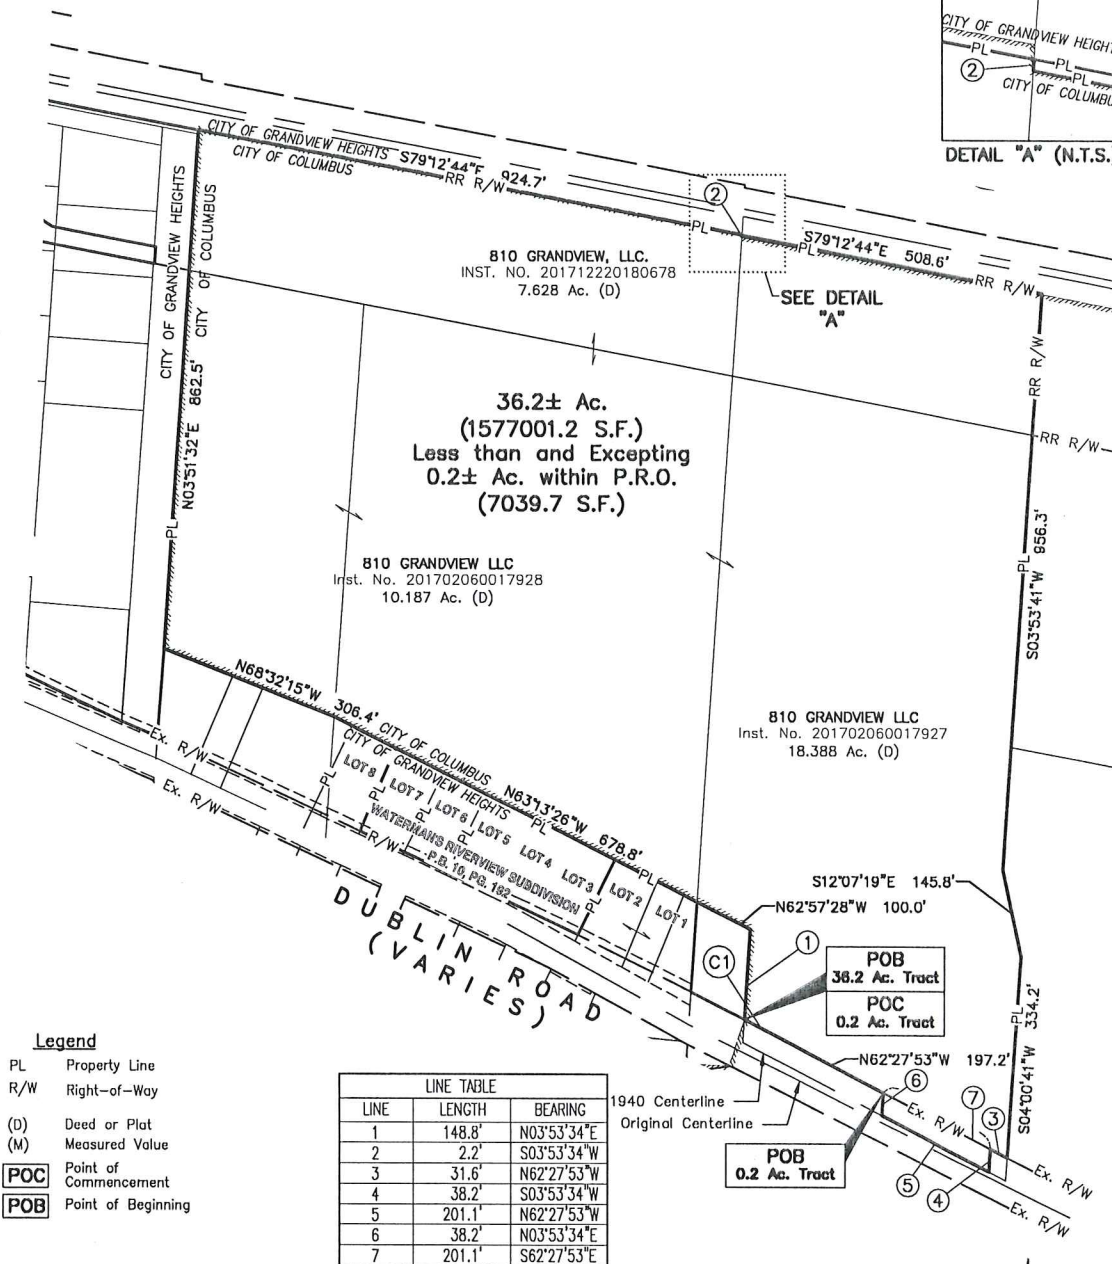 CITY OF GRANDVIEW HEIGHTS
PL
PL
2
PL
CITY OF COLUMBUS
DETAIL "A" (N.T.S.)
CITY OF GRANDVIEW HEIGHTS
CITY OF COLUMBUS
S79°12'44"E 924.7'
RR R/W
2
PL
S79°12'44"E 508.6'
PL
RR R/W
SEE DETAIL
"A"
810 GRANDVIEW, LLC.
INST. NO. 201712220180678
7.628 Ac. (D)
CITY OF GRANDVIEW HEIGHTS
CITY OF COLUMBUS
N03°51'32"E 862.5'
PL
RR R/W
RR R/W
36.2± Ac.
(1577001.2 S.F.)
Less than and Excepting
0.2± Ac. within P.R.O.
(7039.7 S.F.)
810 GRANDVIEW LLC
Inst. No. 201702060017928
10.187 Ac. (D)
PL
S03°53'41"W 956.3'
810 GRANDVIEW LLC
Inst. No. 201702060017927
18.388 Ac. (D)
N68°32'15"W 306.4'
CITY OF COLUMBUS
CITY OF GRANDVIEW HEIGHTS
N63°13'26"W 678.8'
PL
PL
Ex. R/W
Ex. R/W
PL
LOT 8
PL
LOT 7
PL
LOT 6
PL
LOT 5
LOT 4
LOT 3
PL
LOT 2
LOT 1
WATERMAN'S RIVERVIEW SUBDIVISION
P.B. 10, PG. 192
R/W
DUBLIN ROAD
(VARIES)
S12°07'19"E 145.8'
N62°57'28"W 100.0'
C1
1
POB
36.2 Ac. Tract
POC
0.2 Ac. Tract
PL
S04°00'41"W 334.2'
N62°27'53"W 197.2'
6
7
3
Ex. R/W
Ex. R/W
5
4
Ex. R/W
1940 Centerline
Original Centerline
POB
0.2 Ac. Tract
Legend
PL Property Line
R/W Right-of-Way
(D) Deed or Plat
(M) Measured Value
POC Point of
Commencement
POB Point of Beginning
LINE TABLE
LINE LENGTH BEARING
1 148.8' N03°53'34"E
2 2.2' S03°53'34"W
3 31.6' N62°27'53"W
4 38.2' S03°53'34"W
5 201.1' N62°27'53"W
6 38.2' N03°53'34"E
7 201.1' S62°27'53"E